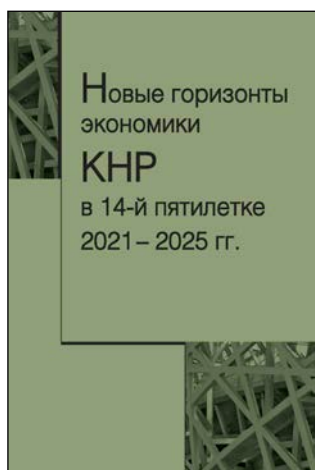 Новые горизонты
экономики
КНР
в 14-й пятилетке
2021– 2025 гг.